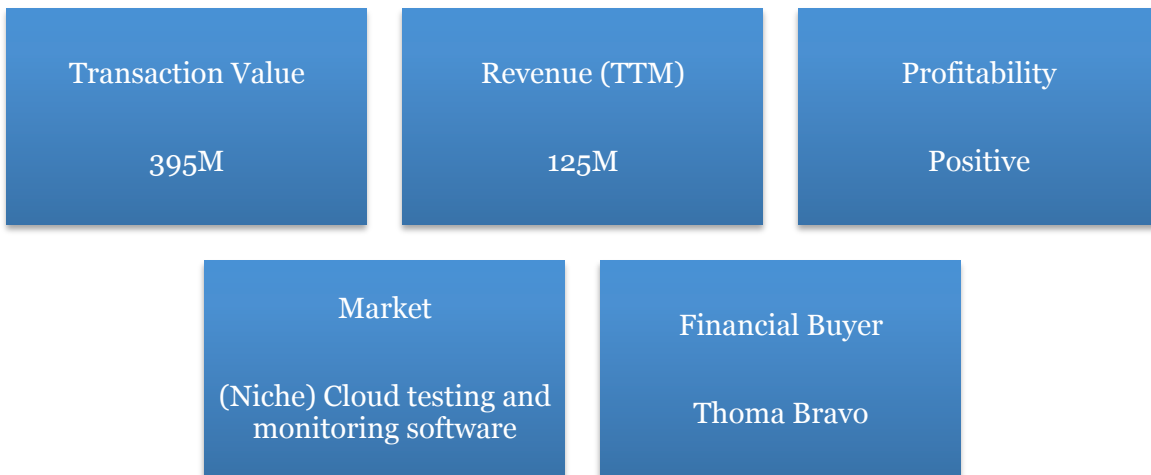 Transaction Value
395M
Revenue (TTM)
125M
Profitability
Positive
Market
(Niche) Cloud testing and
monitoring software
Financial Buyer
Thoma Bravo